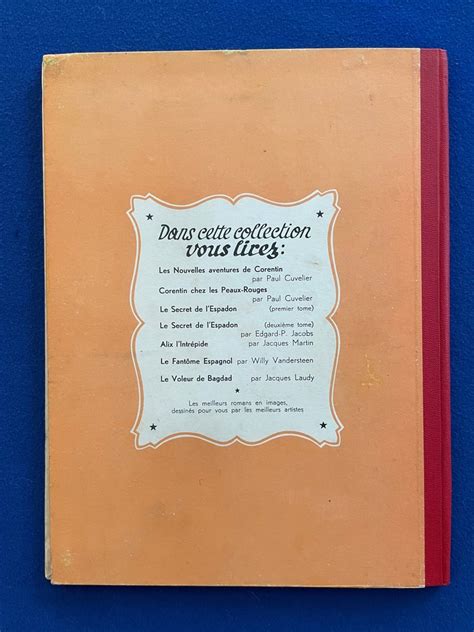 Dans cette collection
vous lirez:
Les Nouvelles aventures de Corentin
par Paul Cuvelier
Corentin chez les Peaux-Rouges
par Paul Cuvelier
Le Secret de l'Espadon (premier tome)
Le Secret de l'Espadon (deuxième tome)
par Edgard-P. Jacobs
Alix l'Intrépide par Jacques Martin
Le Fantôme Espagnol par Willy Vandersteen
Le Voleur de Bagdad par Jacques Laudy
Les meilleurs romans en images,
dessinés pour vous par les meilleurs artistes